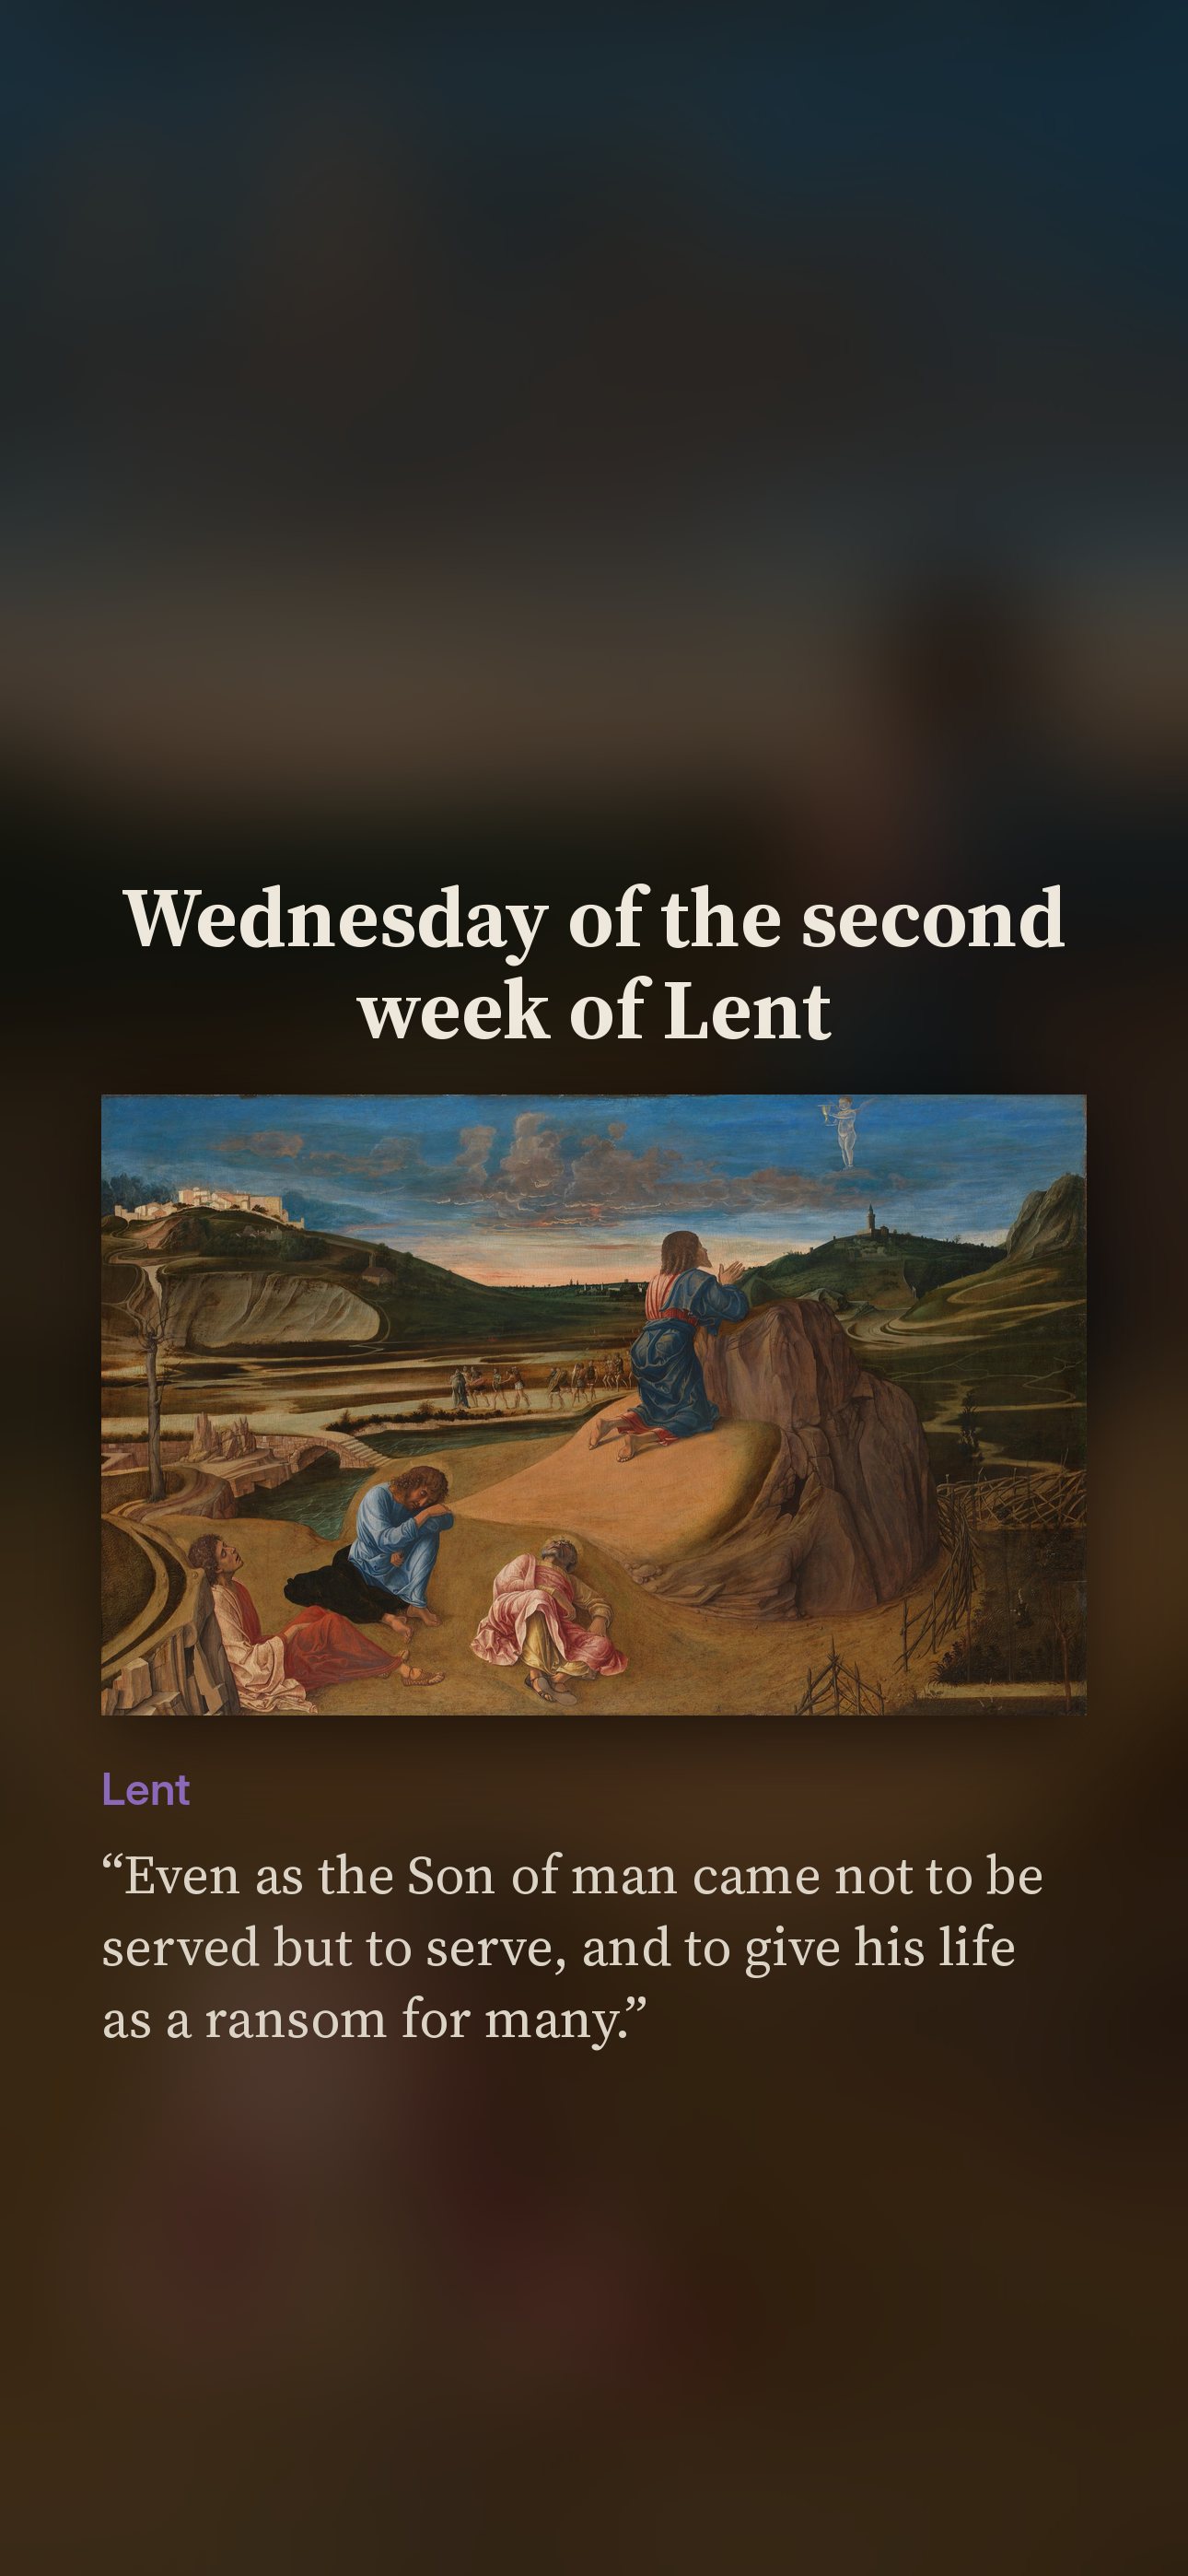 Wednesday of the second
week of Lent
Lent
“Even as the Son of man came not to be
served but to serve, and to give his life
as a ransom for many.”